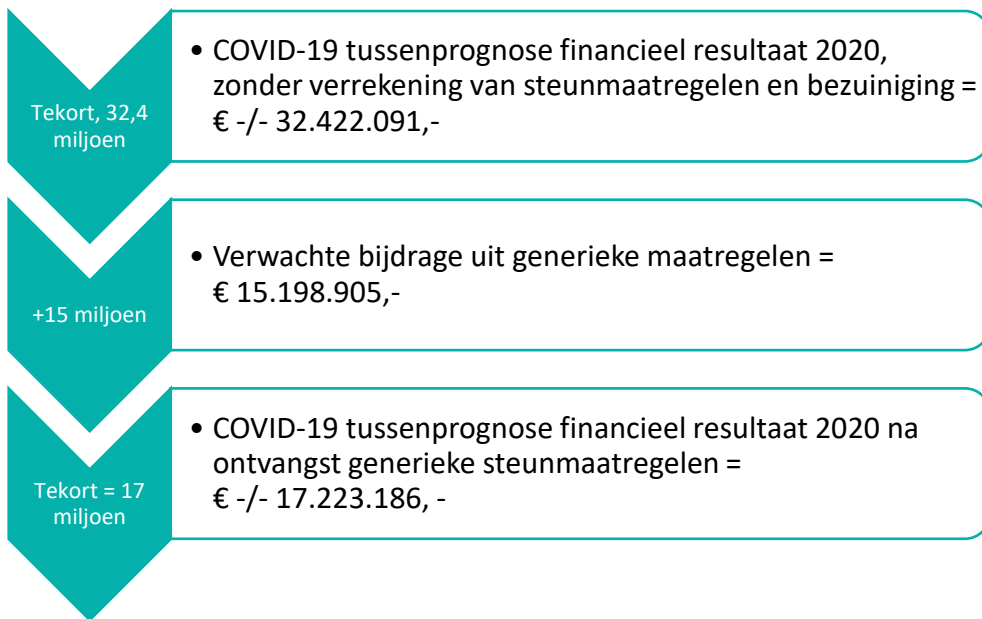 Tekort, 32,4
miljoen
• COVID-19 tussenprognose financieel resultaat 2020,
zonder verrekening van steunmaatregelen en bezuiniging =
€ -/- 32.422.091,-
+15 miljoen
• Verwachte bijdrage uit generieke maatregelen =
€ 15.198.905,-
Tekort = 17
miljoen
• COVID-19 tussenprognose financieel resultaat 2020 na
ontvangst generieke steunmaatregelen =
€ -/- 17.223.186, -